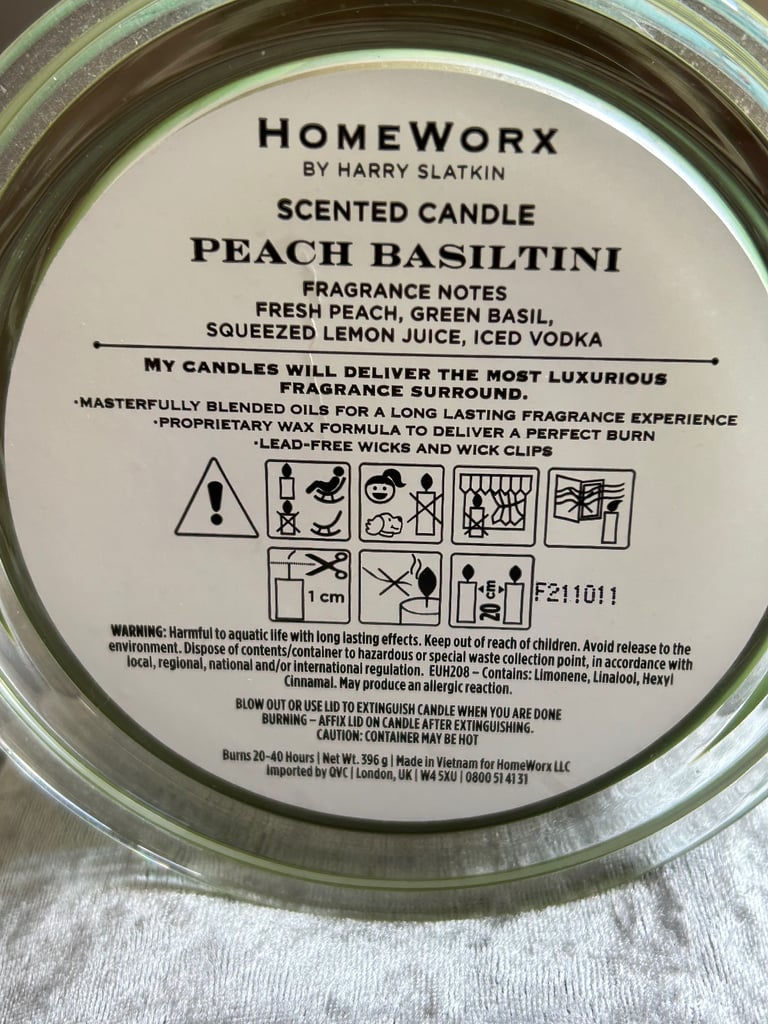 HOMEWORX
BY HARRY SLATKIN
SCENTED CANDLE
PEACH BASILTINI
FRAGRANCE NOTES
FRESH PEACH, GREEN BASIL,
SQUEEZED LEMON JUICE, ICED VODKA
MY CANDLES WILL DELIVER THE MOST LUXURIOUS
FRAGRANCE SURROUND.
•MASTERFULLY BLENDED OILS FOR A LONG LASTING FRAGRANCE EXPERIENCE
•PROPRIETARY WAX FORMULA TO DELIVER A PERFECT BURN
•LEAD-FREE WICKS AND WICK CLIPS
!
1 cm
20 cm
F211011
WARNING: Harmful to aquatic life with long lasting effects. Keep out of reach of children. Avoid release to the
environment. Dispose of contents/container to hazardous or special waste collection point, in accordance with
local, regional, national and/or international regulation. EUH208 – Contains: Limonene, Linalool, Hexyl
Cinnamal. May produce an allergic reaction.
BLOW OUT OR USE LID TO EXTINGUISH CANDLE WHEN YOU ARE DONE
BURNING – AFFIX LID ON CANDLE AFTER EXTINGUISHING.
CAUTION: CONTAINER MAY BE HOT
Burns 20-40 Hours | Net Wt. 396 g | Made in Vietnam for HomeWorx LLC
Imported by QVC | London, UK | W4 5XU | 0800 51 41 31